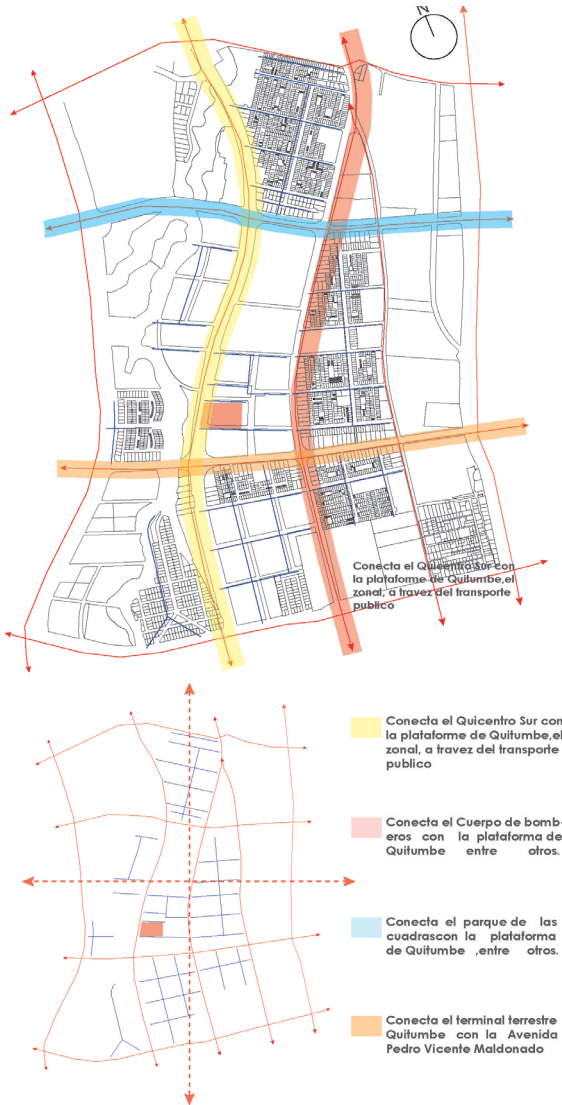 N
Conecta el Quicentro Sur con
la plataforme de Quitumbe,el
zonal, a travez del transporte
publico
Conecta el Quicentro Sur con
la plataforme de Quitumbe,el
zonal, a travez del transporte
publico
Conecta el Cuerpo de bomb-
eros con la plataforma de
Quitumbe entre otros.
Conecta el parque de las
cuadrascon la plataforma
de Quitumbe ,entre otros.
Conecta el terminal terrestre
Quitumbe con la Avenida
Pedro Vicente Maldonado